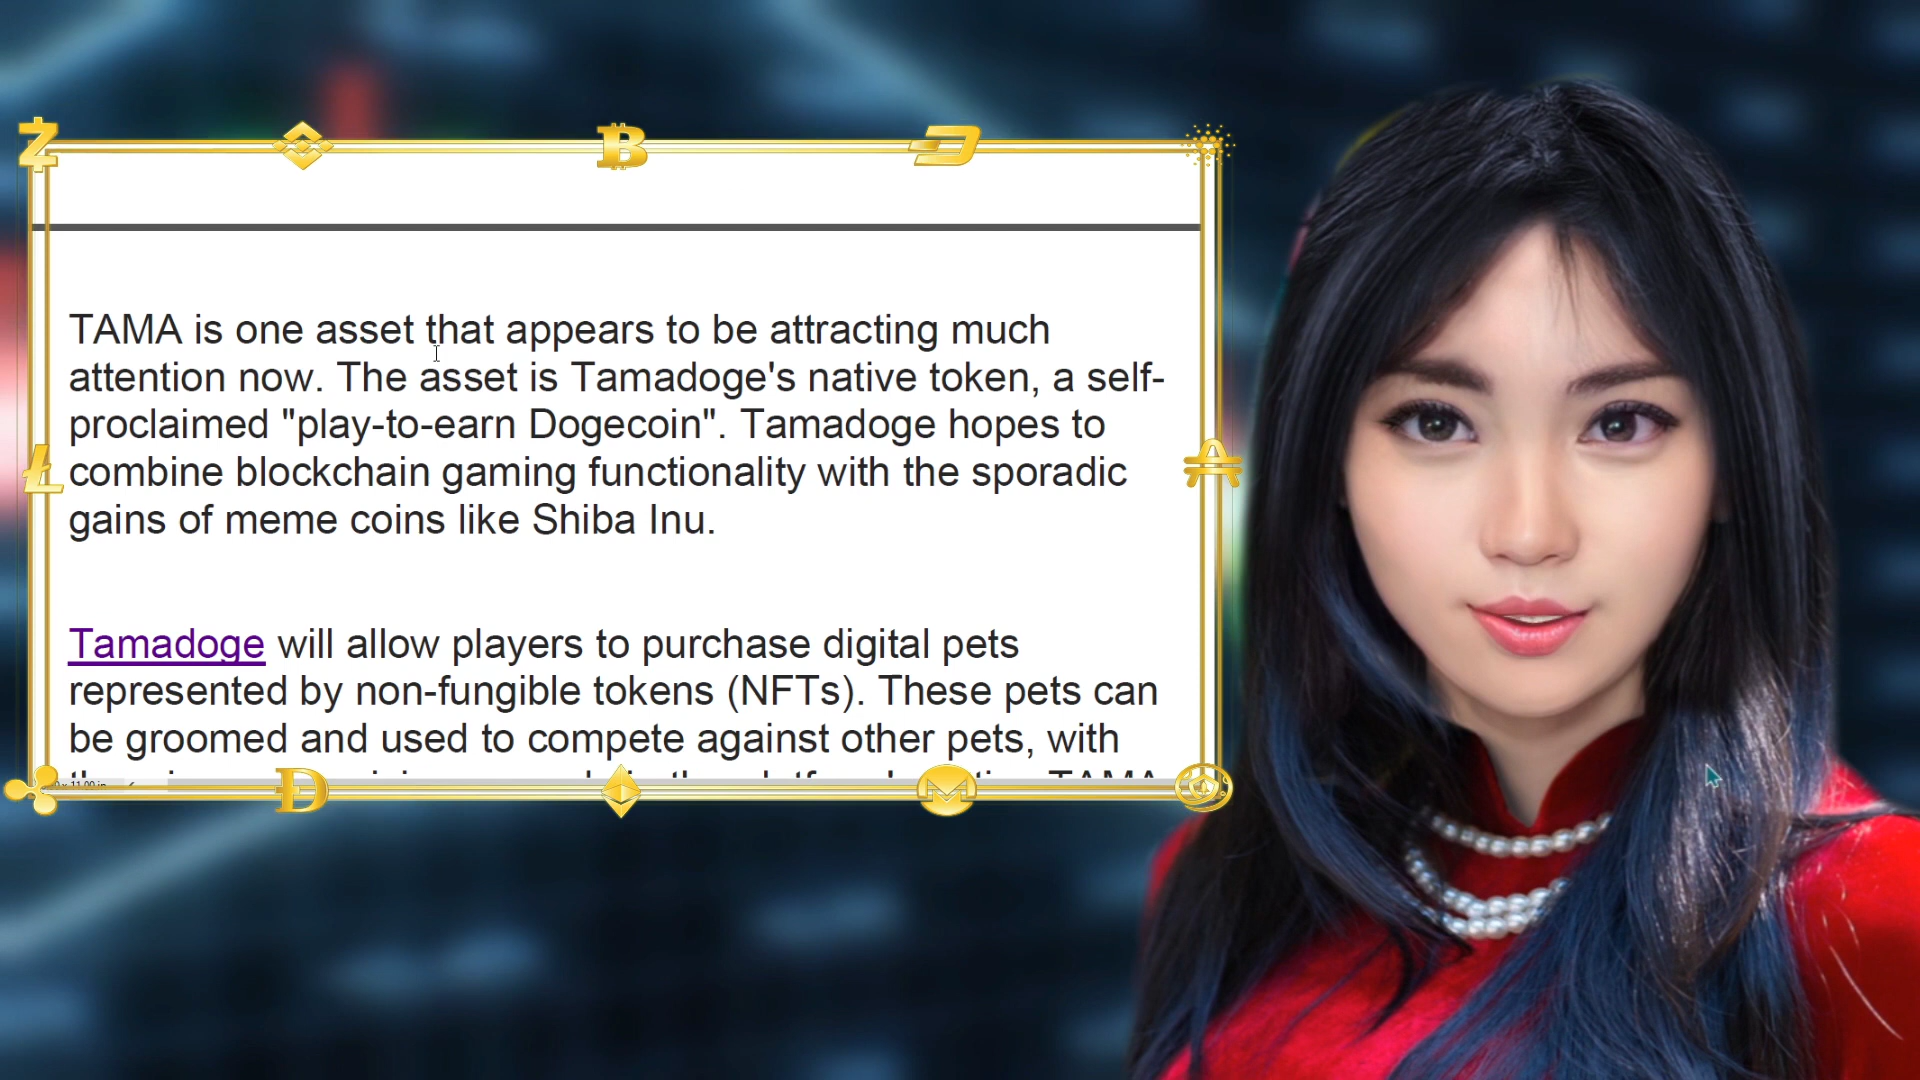 TAMA is one asset that appears to be attracting much
attention now. The asset is Tamadoge's native token, a self-
proclaimed "play-to-earn Dogecoin". Tamadoge hopes to
combine blockchain gaming functionality with the sporadic
gains of meme coins like Shiba Inu.
Tamadoge will allow players to purchase digital pets
represented by non-fungible tokens (NFTs). These pets can
be groomed and used to compete against other pets, with